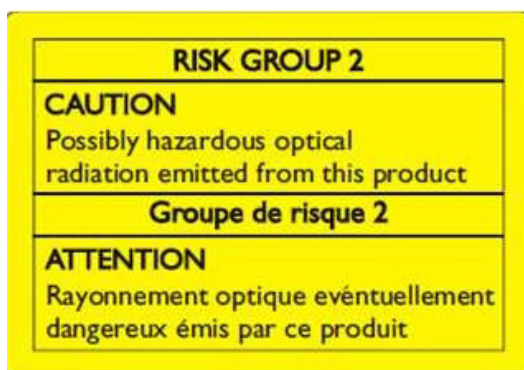 RISK GROUP 2
CAUTION
Possibly hazardous optical
radiation emitted from this product
Groupe de risque 2
ATTENTION
Rayonnement optique evéntuellement
dangereux émis par ce produit